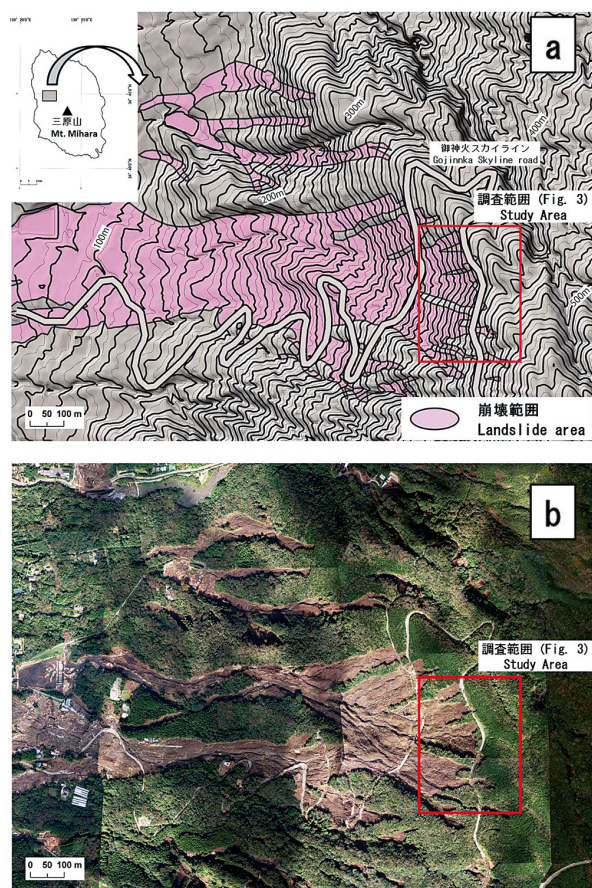 a
三原山
Mt. Mihara
300m
400m
御神火スカイライン
Gojinnka Skyline road
200m
調査範囲 (Fig. 3)
Study Area
100m
500m
0 50 100 m
崩壊範囲
Landslide area
b
調査範囲 (Fig. 3)
Study Area
0 50 100 m